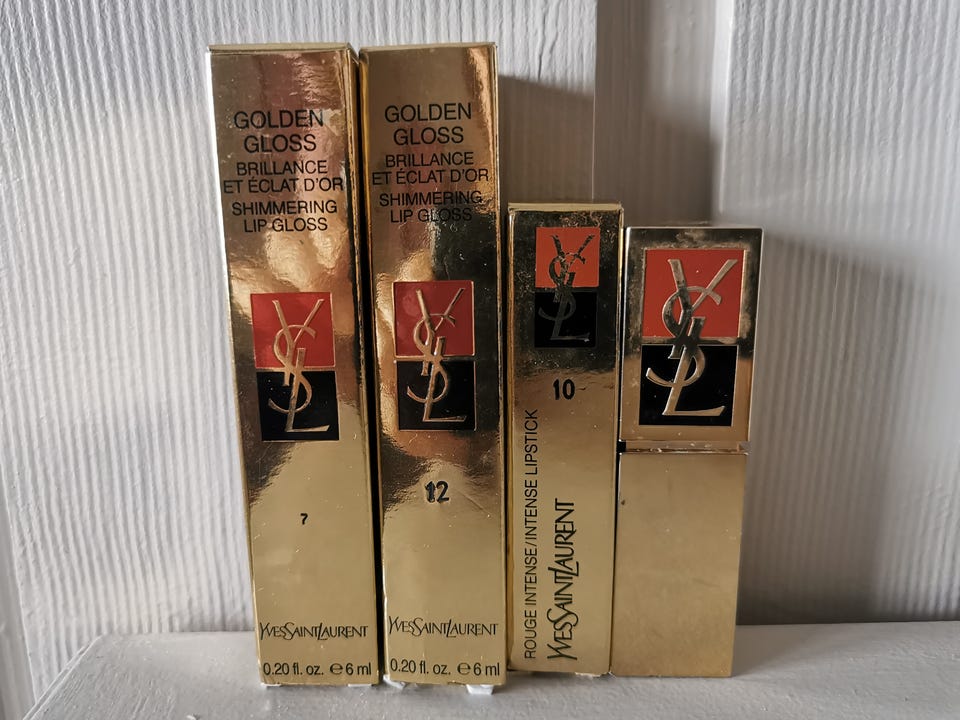 GOLDEN
GLOSS
BRILLANCE
ET ÉCLAT D'OR
SHIMMERING
LIP GLOSS
YSL
7
YVESSAINTLAURENT
0.20 fl. oz. e 6 ml
GOLDEN
GLOSS
BRILLANCE
ET ÉCLAT D'OR
SHIMMERING
LIP GLOSS
YSL
12
YVESSAINTLAURENT
0.20 fl. oz. e 6 ml
YSL
10
ROUGE INTENSE/INTENSE LIPSTICK
YVESSAINTLAURENT
YSL